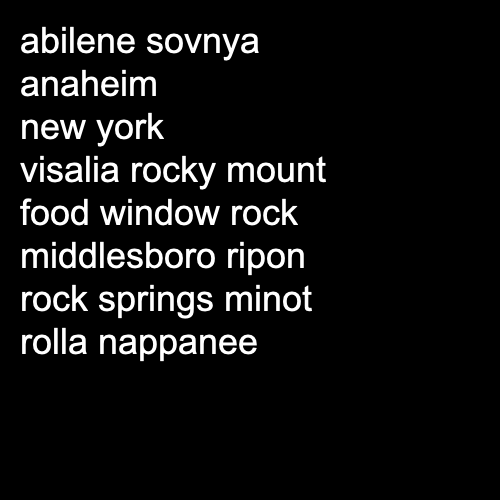 abilene sovnya
anaheim
new york
visalia rocky mount
food window rock
middlesboro ripon
rock springs minot
rolla nappanee